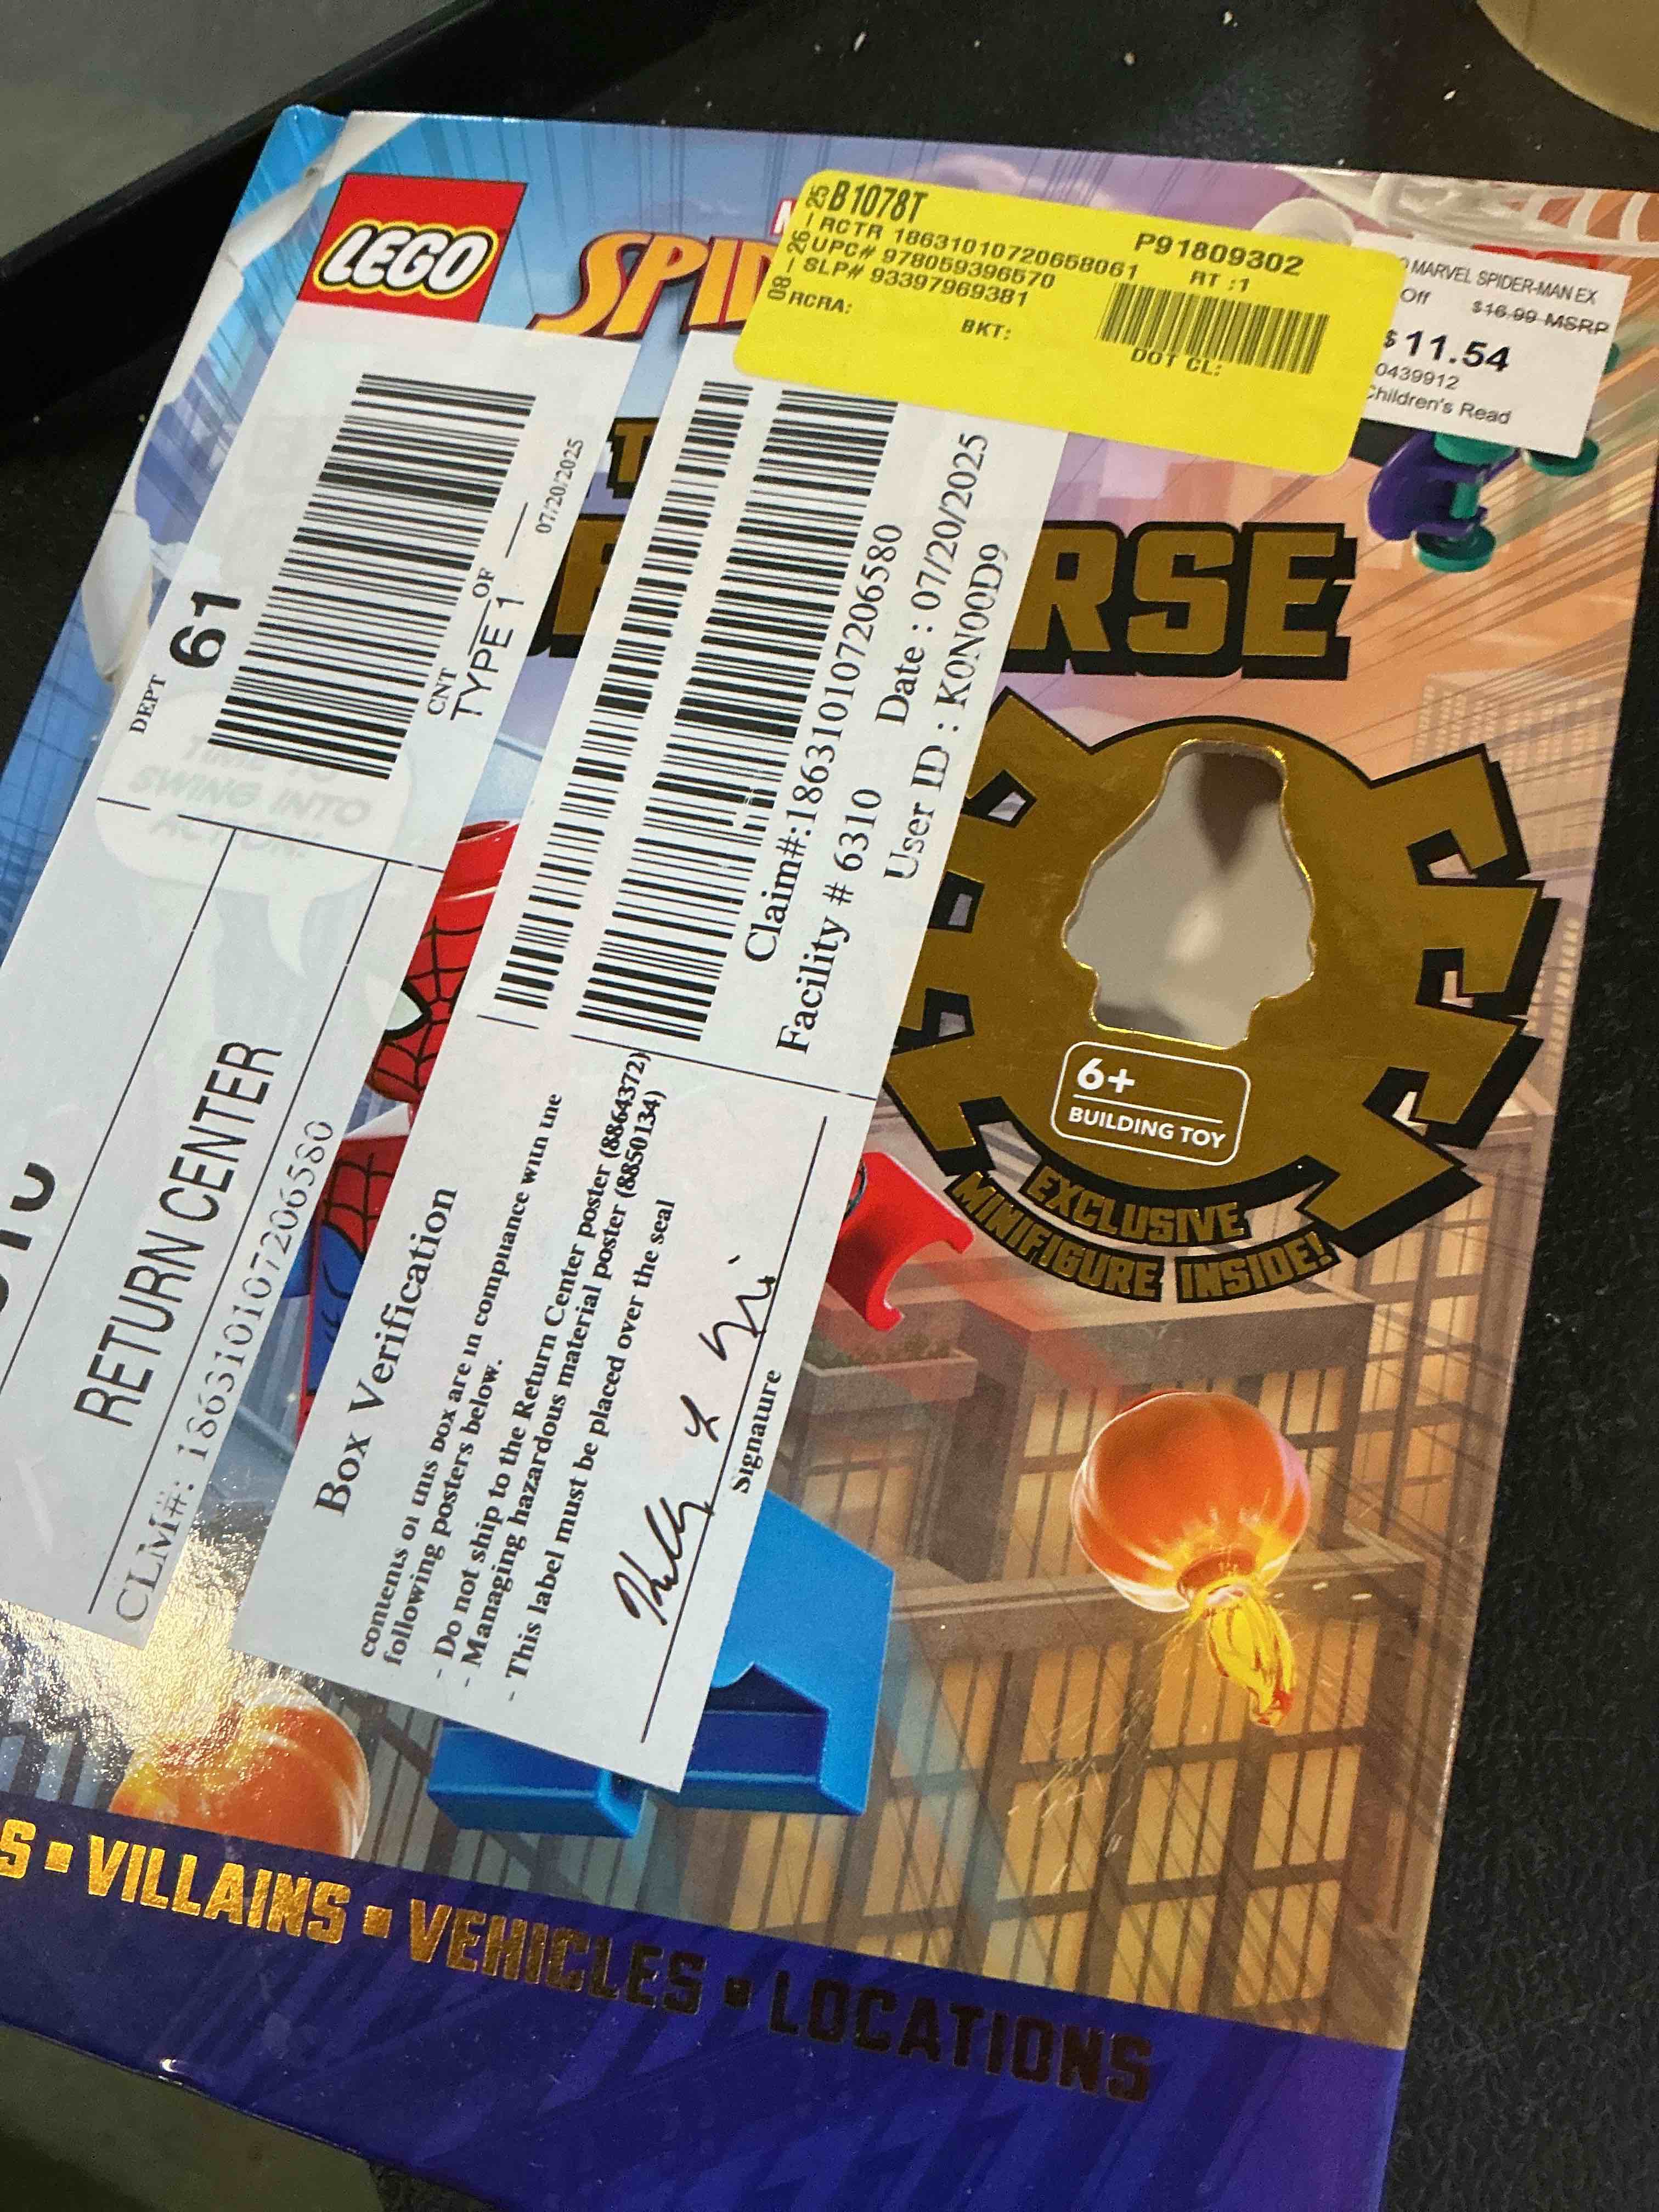 LEGO
SPID
B1078T
P91809302
RCTR 18631010720658061
RT :1
UPC# 978059396570
SLP# 93397969381
08-26-25
RCRA:
BKT:
DOT CL:
MARVEL SPIDER-MAN EX
Off $16.99 MSRP
$11.54
0439912
Children's Read
RSE
DEPT 61
CNT OF
TYPE 1
07/20/2025
TIME TO
SWING INTO
ACTION!
RETURN CENTER
CLM#: 186310107206580
Claim#:186310107206580
Facility # 6310 Date : 07/20/2025
User ID : K0N00D9
Box Verification
contents of this box are in compliance with the
following posters below.
- Do not ship to the Return Center poster (8864372)
- Managing hazardous material poster (8850134)
- This label must be placed over the seal
Signature
6+
BUILDING TOY
EXCLUSIVE
MINIFIGURE INSIDE!
S ▪ VILLAINS ▪ VEHICLES ▪ LOCATIONS